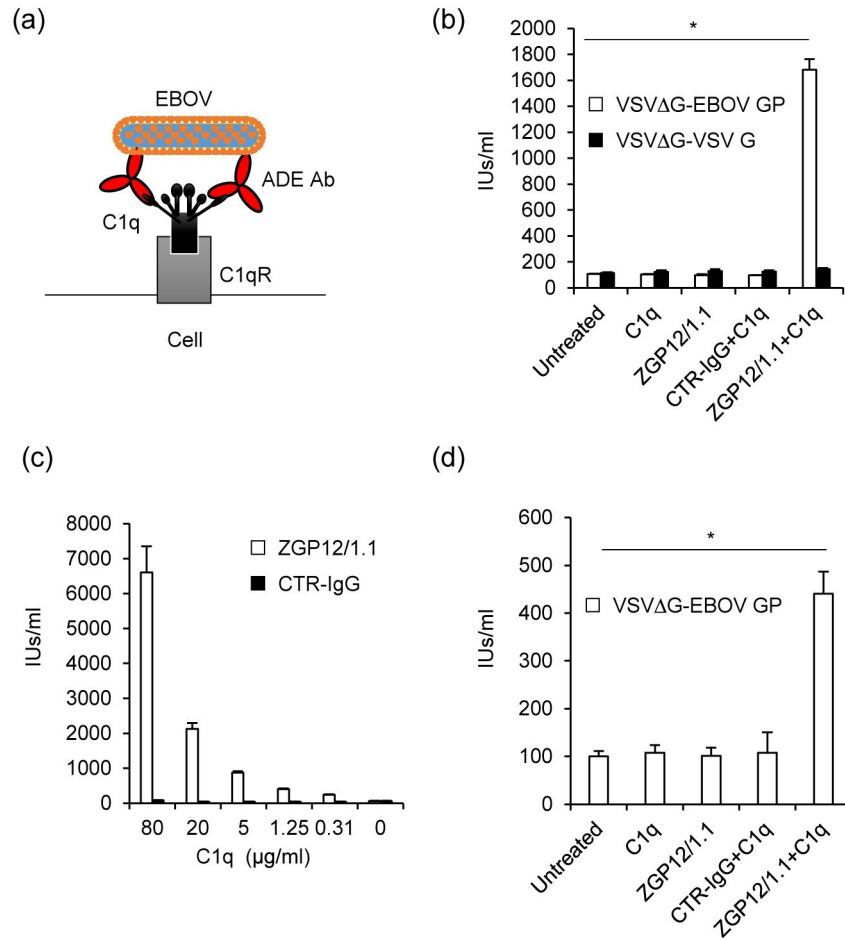 (a)
EBOV
ADE Ab
C1q
C1qR
Cell
(b)
*
IUs/ml
2000
1800
1600
1400
1200
1000
800
600
400
200
0
VSVΔG-EBOV GP
VSVΔG-VSV G
Untreated
C1q
ZGP12/1.1
CTR-IgG+C1q
ZGP12/1.1+C1q
(c)
IUs/ml
8000
7000
6000
5000
4000
3000
2000
1000
0
ZGP12/1.1
CTR-IgG
80 20 5 1.25 0.31 0
C1q (µg/ml)
(d)
*
IUs/ml
600
500
400
300
200
100
0
VSVΔG-EBOV GP
Untreated
C1q
ZGP12/1.1
CTR-IgG+C1q
ZGP12/1.1+C1q